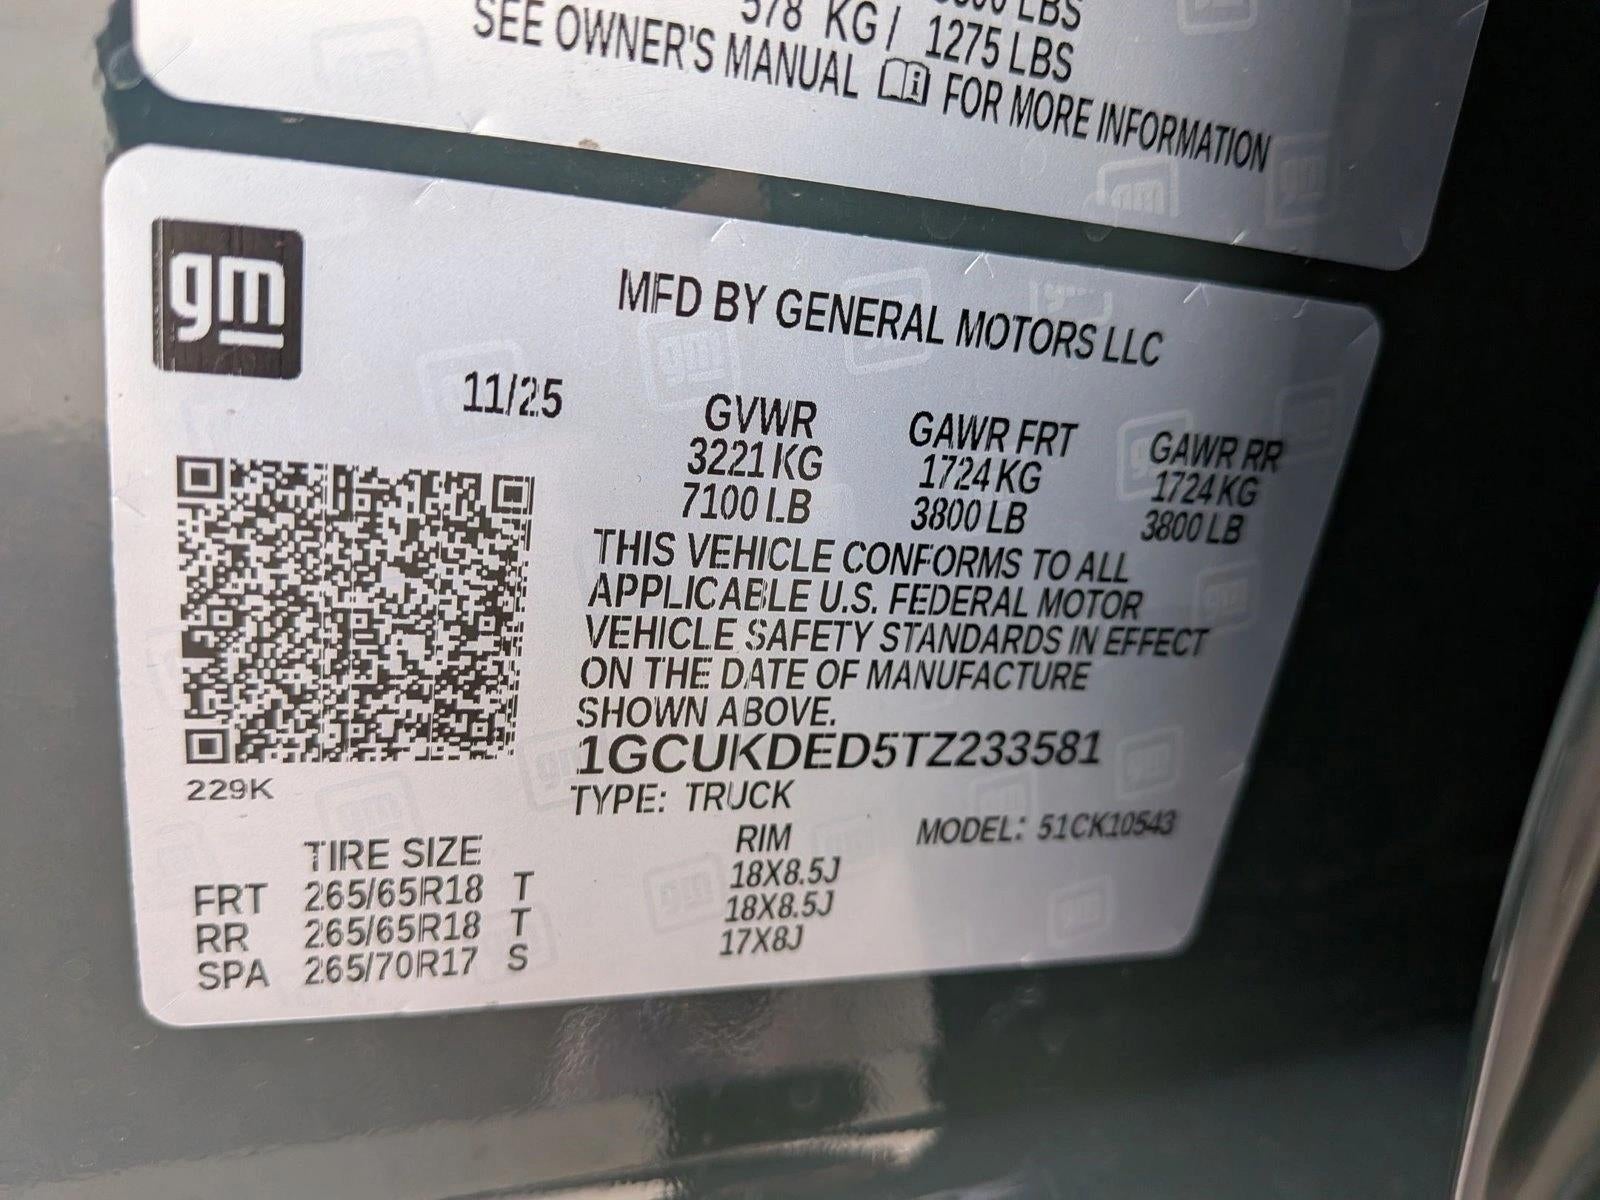 578 KG / 1275 LBS
SEE OWNER'S MANUAL FOR MORE INFORMATION
gm
MFD BY GENERAL MOTORS LLC
11/25
GVWR GAWR FRT GAWR RR
3221 KG 1724 KG 1724 KG
7100 LB 3800 LB 3800 LB
THIS VEHICLE CONFORMS TO ALL
APPLICABLE U.S. FEDERAL MOTOR
VEHICLE SAFETY STANDARDS IN EFFECT
ON THE DATE OF MANUFACTURE
SHOWN ABOVE.
1GCUKDED5TZ233581
229K
TYPE: TRUCK
MODEL: 51CK10543
TIRE SIZE RIM
FRT 265/65R18 T 18X8.5J
RR 265/65R18 T 18X8.5J
SPA 265/70R17 S 17X8J